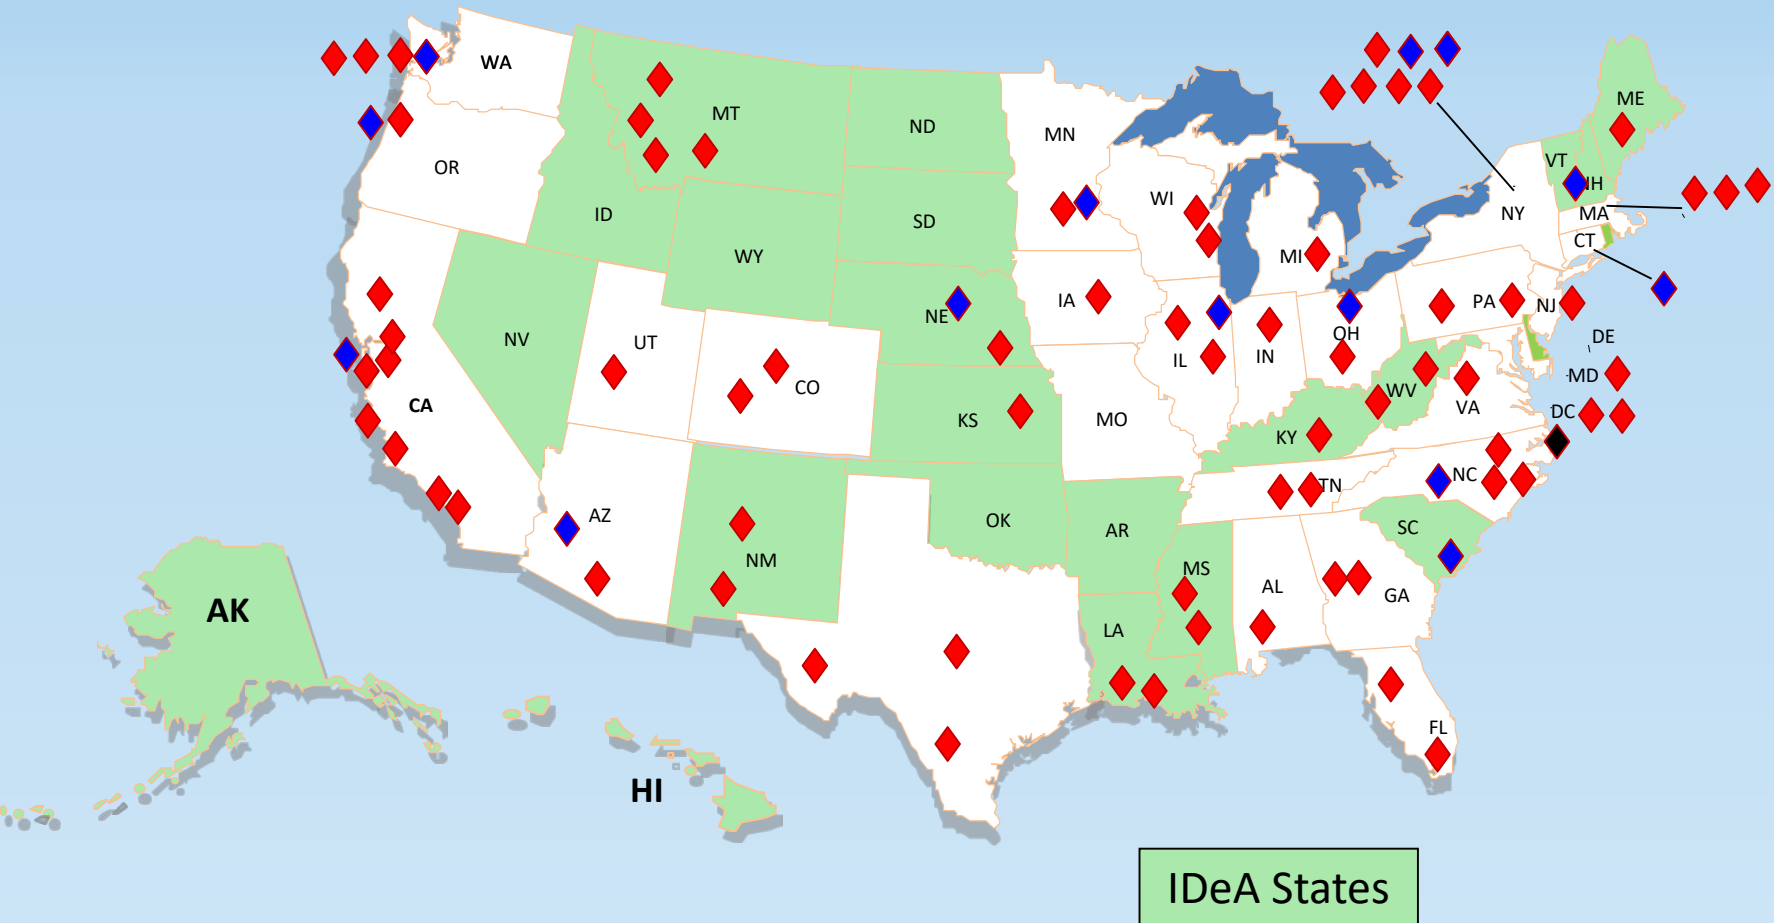 WA
MT
ND
MN
ME
OR
VT
NH
WI
ID
SD
NY
MA
CT
WY
MI
IA
NE
PA
NJ
NV
UT
OH
DE
IL
IN
CO
MD
WV
CA
KS
MO
VA
DC
KY
NC
TN
AZ
OK
AR
SC
NM
MS
AL
GA
AK
LA
FL
HI
IDeA States